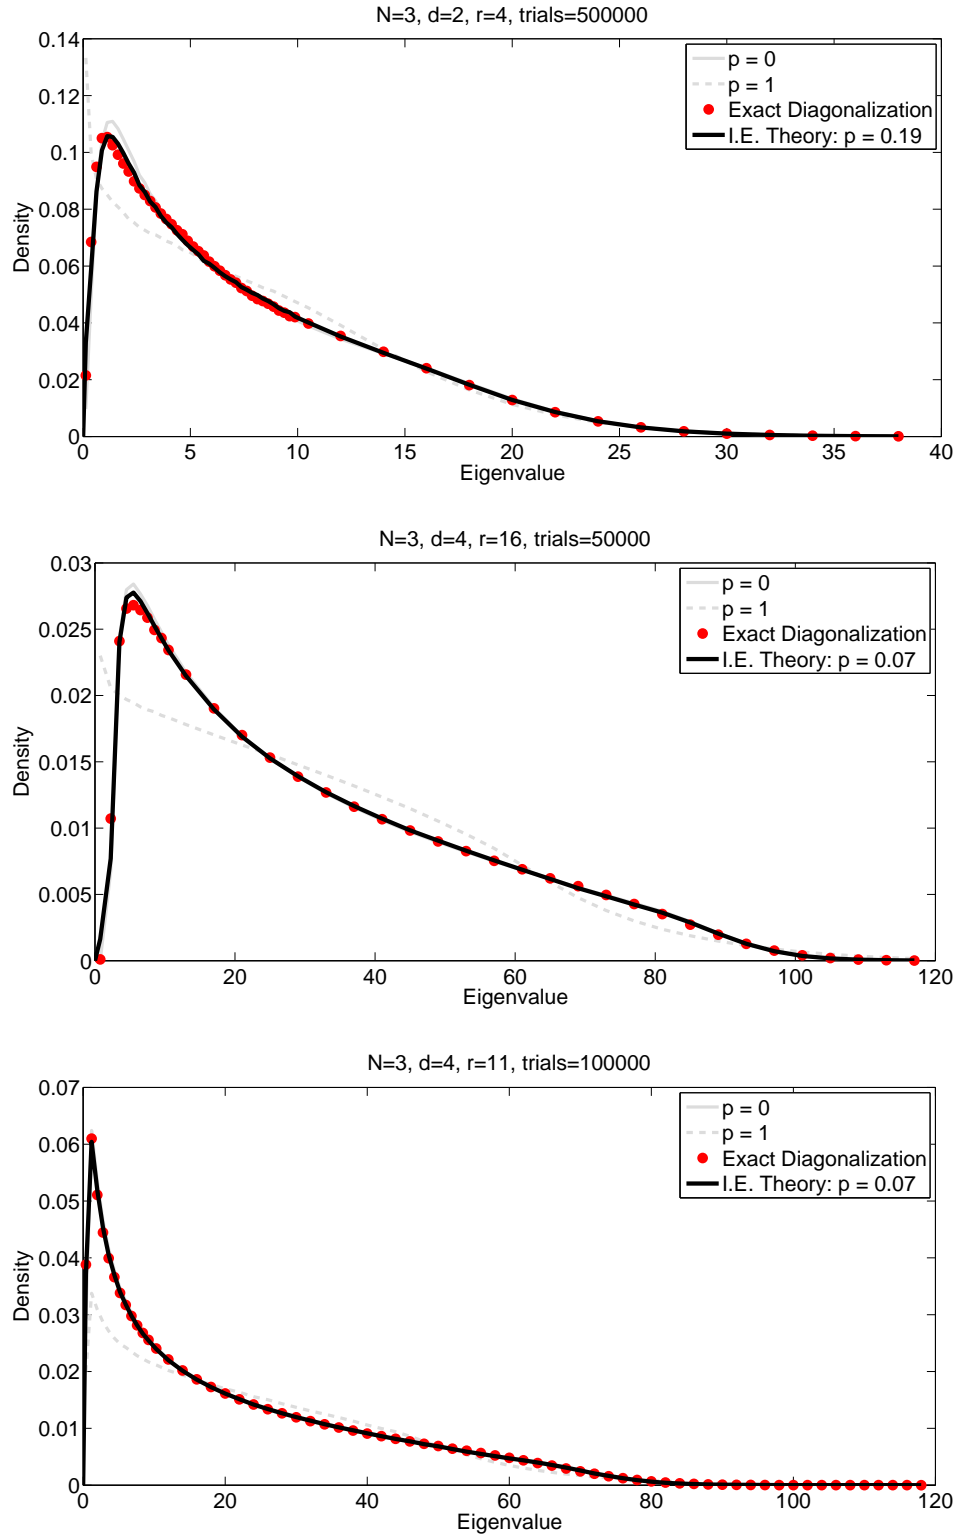 N=3, d=2, r=4, trials=500000
0.14
0.12
0.1
0.08
0.06
0.04
0.02
0
Density
p = 0
p = 1
Exact Diagonalization
I.E. Theory: p = 0.19
0 5 10 15 20 25 30 35 40
Eigenvalue
N=3, d=4, r=16, trials=50000
0.03
0.025
0.02
0.015
0.01
0.005
0
Density
p = 0
p = 1
Exact Diagonalization
I.E. Theory: p = 0.07
0 20 40 60 80 100 120
Eigenvalue
N=3, d=4, r=11, trials=100000
0.07
0.06
0.05
0.04
0.03
0.02
0.01
0
Density
p = 0
p = 1
Exact Diagonalization
I.E. Theory: p = 0.07
0 20 40 60 80 100 120
Eigenvalue